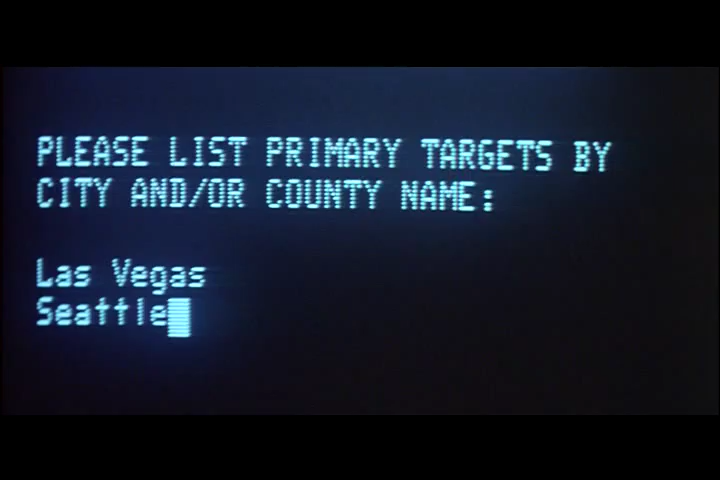 PLEASE LIST PRIMARY TARGETS BY
CITY AND/OR COUNTY NAME:
Las Vegas
Seattle